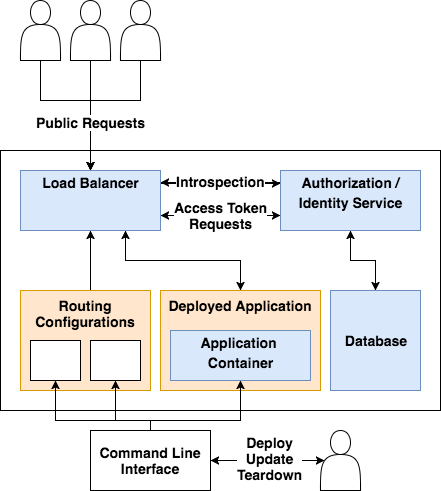 Public Requests
Load Balancer
Introspection
Authorization /
Identity Service
Access Token
Requests
Routing
Configurations
Deployed Application
Application
Container
Database
Command Line
Interface
Deploy
Update
Teardown